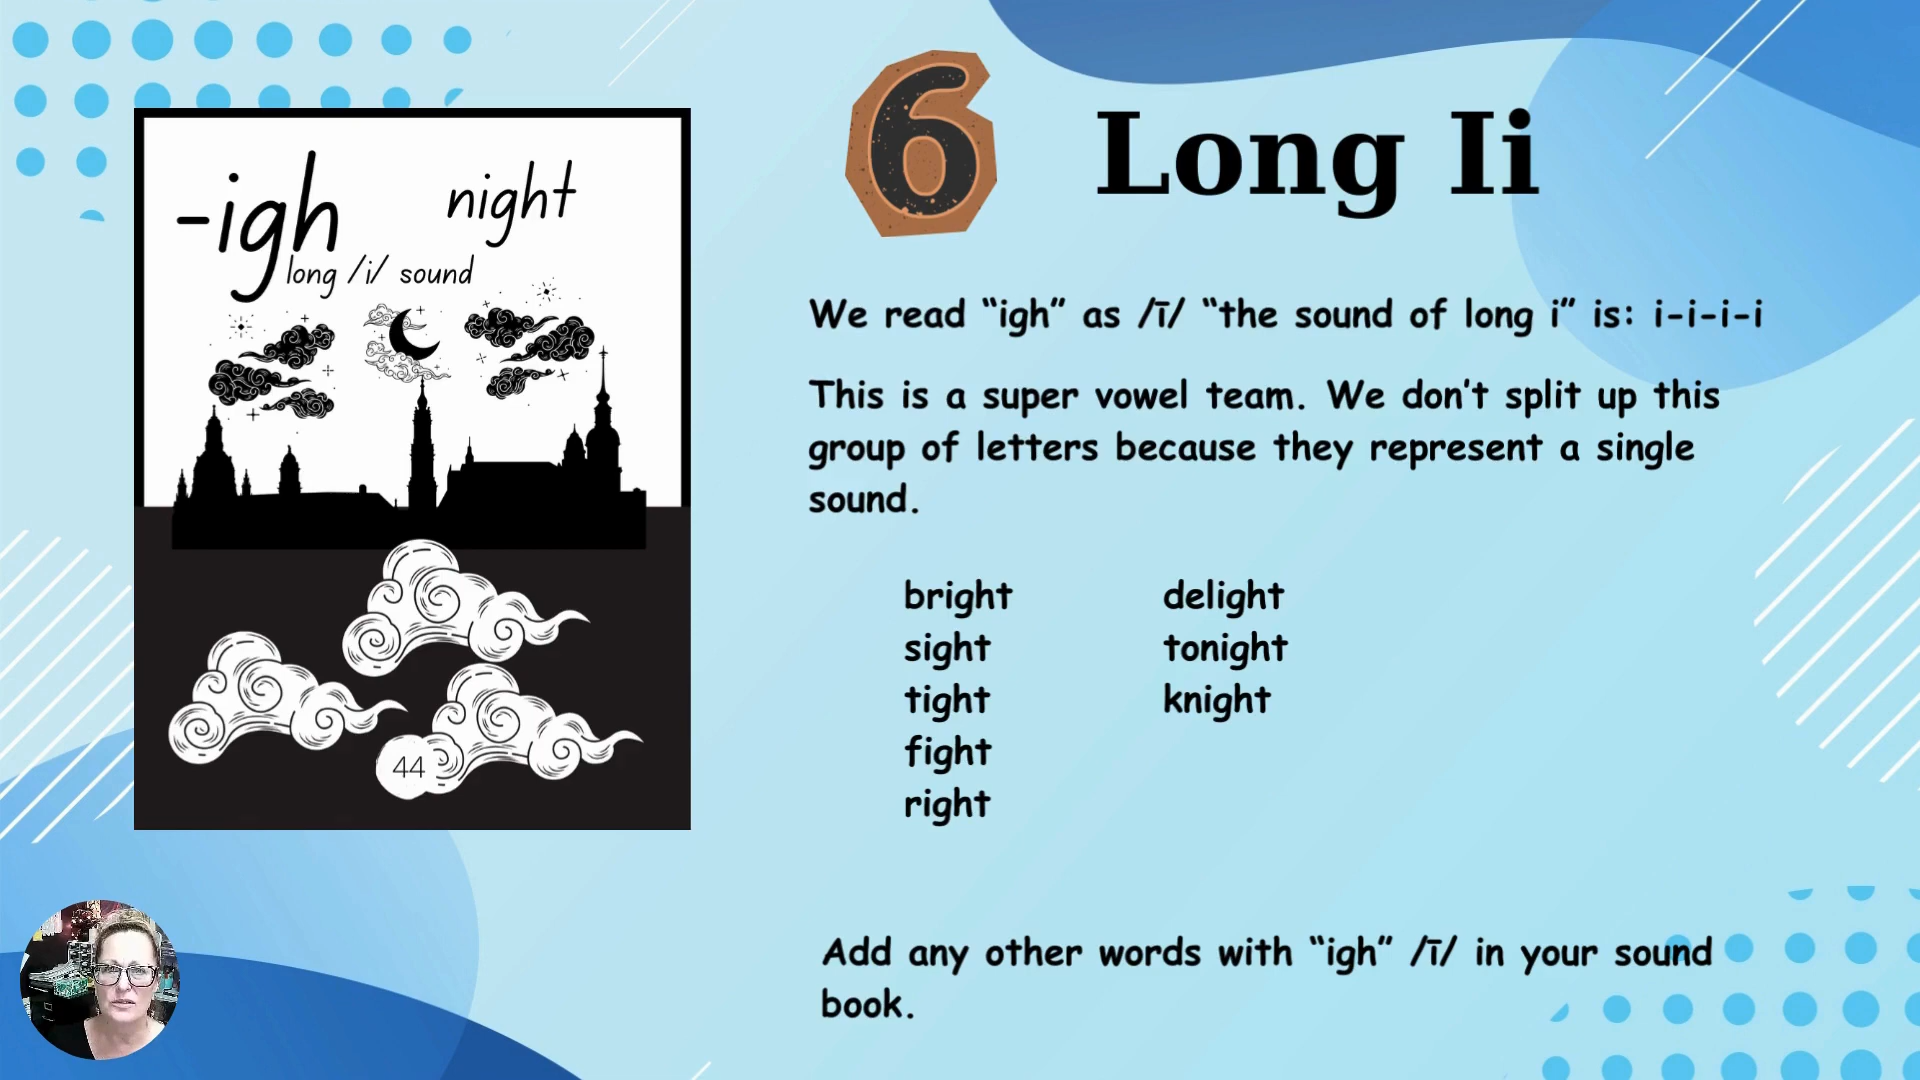 -igh
night
long /i/ sound
44
6
Long Ii
We read “igh” as /ī/ “the sound of long i” is: i-i-i-i
This is a super vowel team. We don't split up this
group of letters because they represent a single
sound.
bright
sight
tight
fight
right
delight
tonight
knight
Add any other words with “igh” /ī/ in your sound
book.